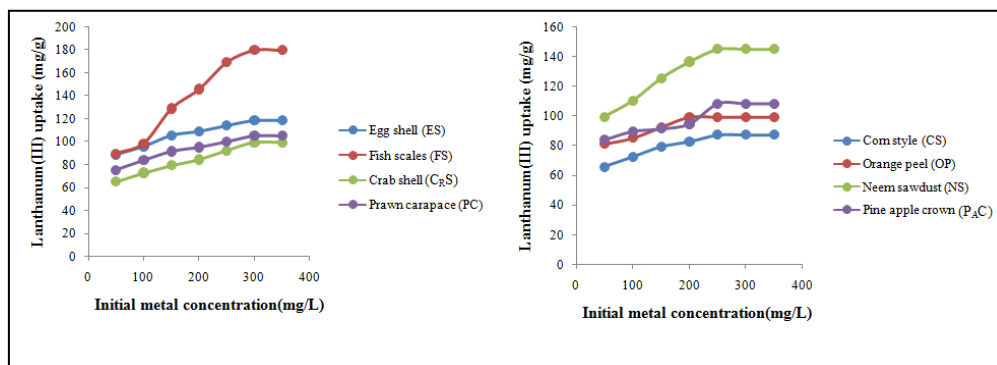 Lanthanum(III) uptake (mg/g)
200
180
160
140
120
100
80
60
40
20
0
0 100 200 300 400
Initial metal concentration(mg/L)
Egg shell (ES)
Fish scales (FS)
Crab shell (CRS)
Prawn carapace (PC)
Lanthanum(III) uptake (mg/g)
160
140
120
100
80
60
40
20
0
0 100 200 300 400
Initial metal concentration(mg/L)
Corn style (CS)
Orange peel (OP)
Neem sawdust (NS)
Pine apple crown (PAC)